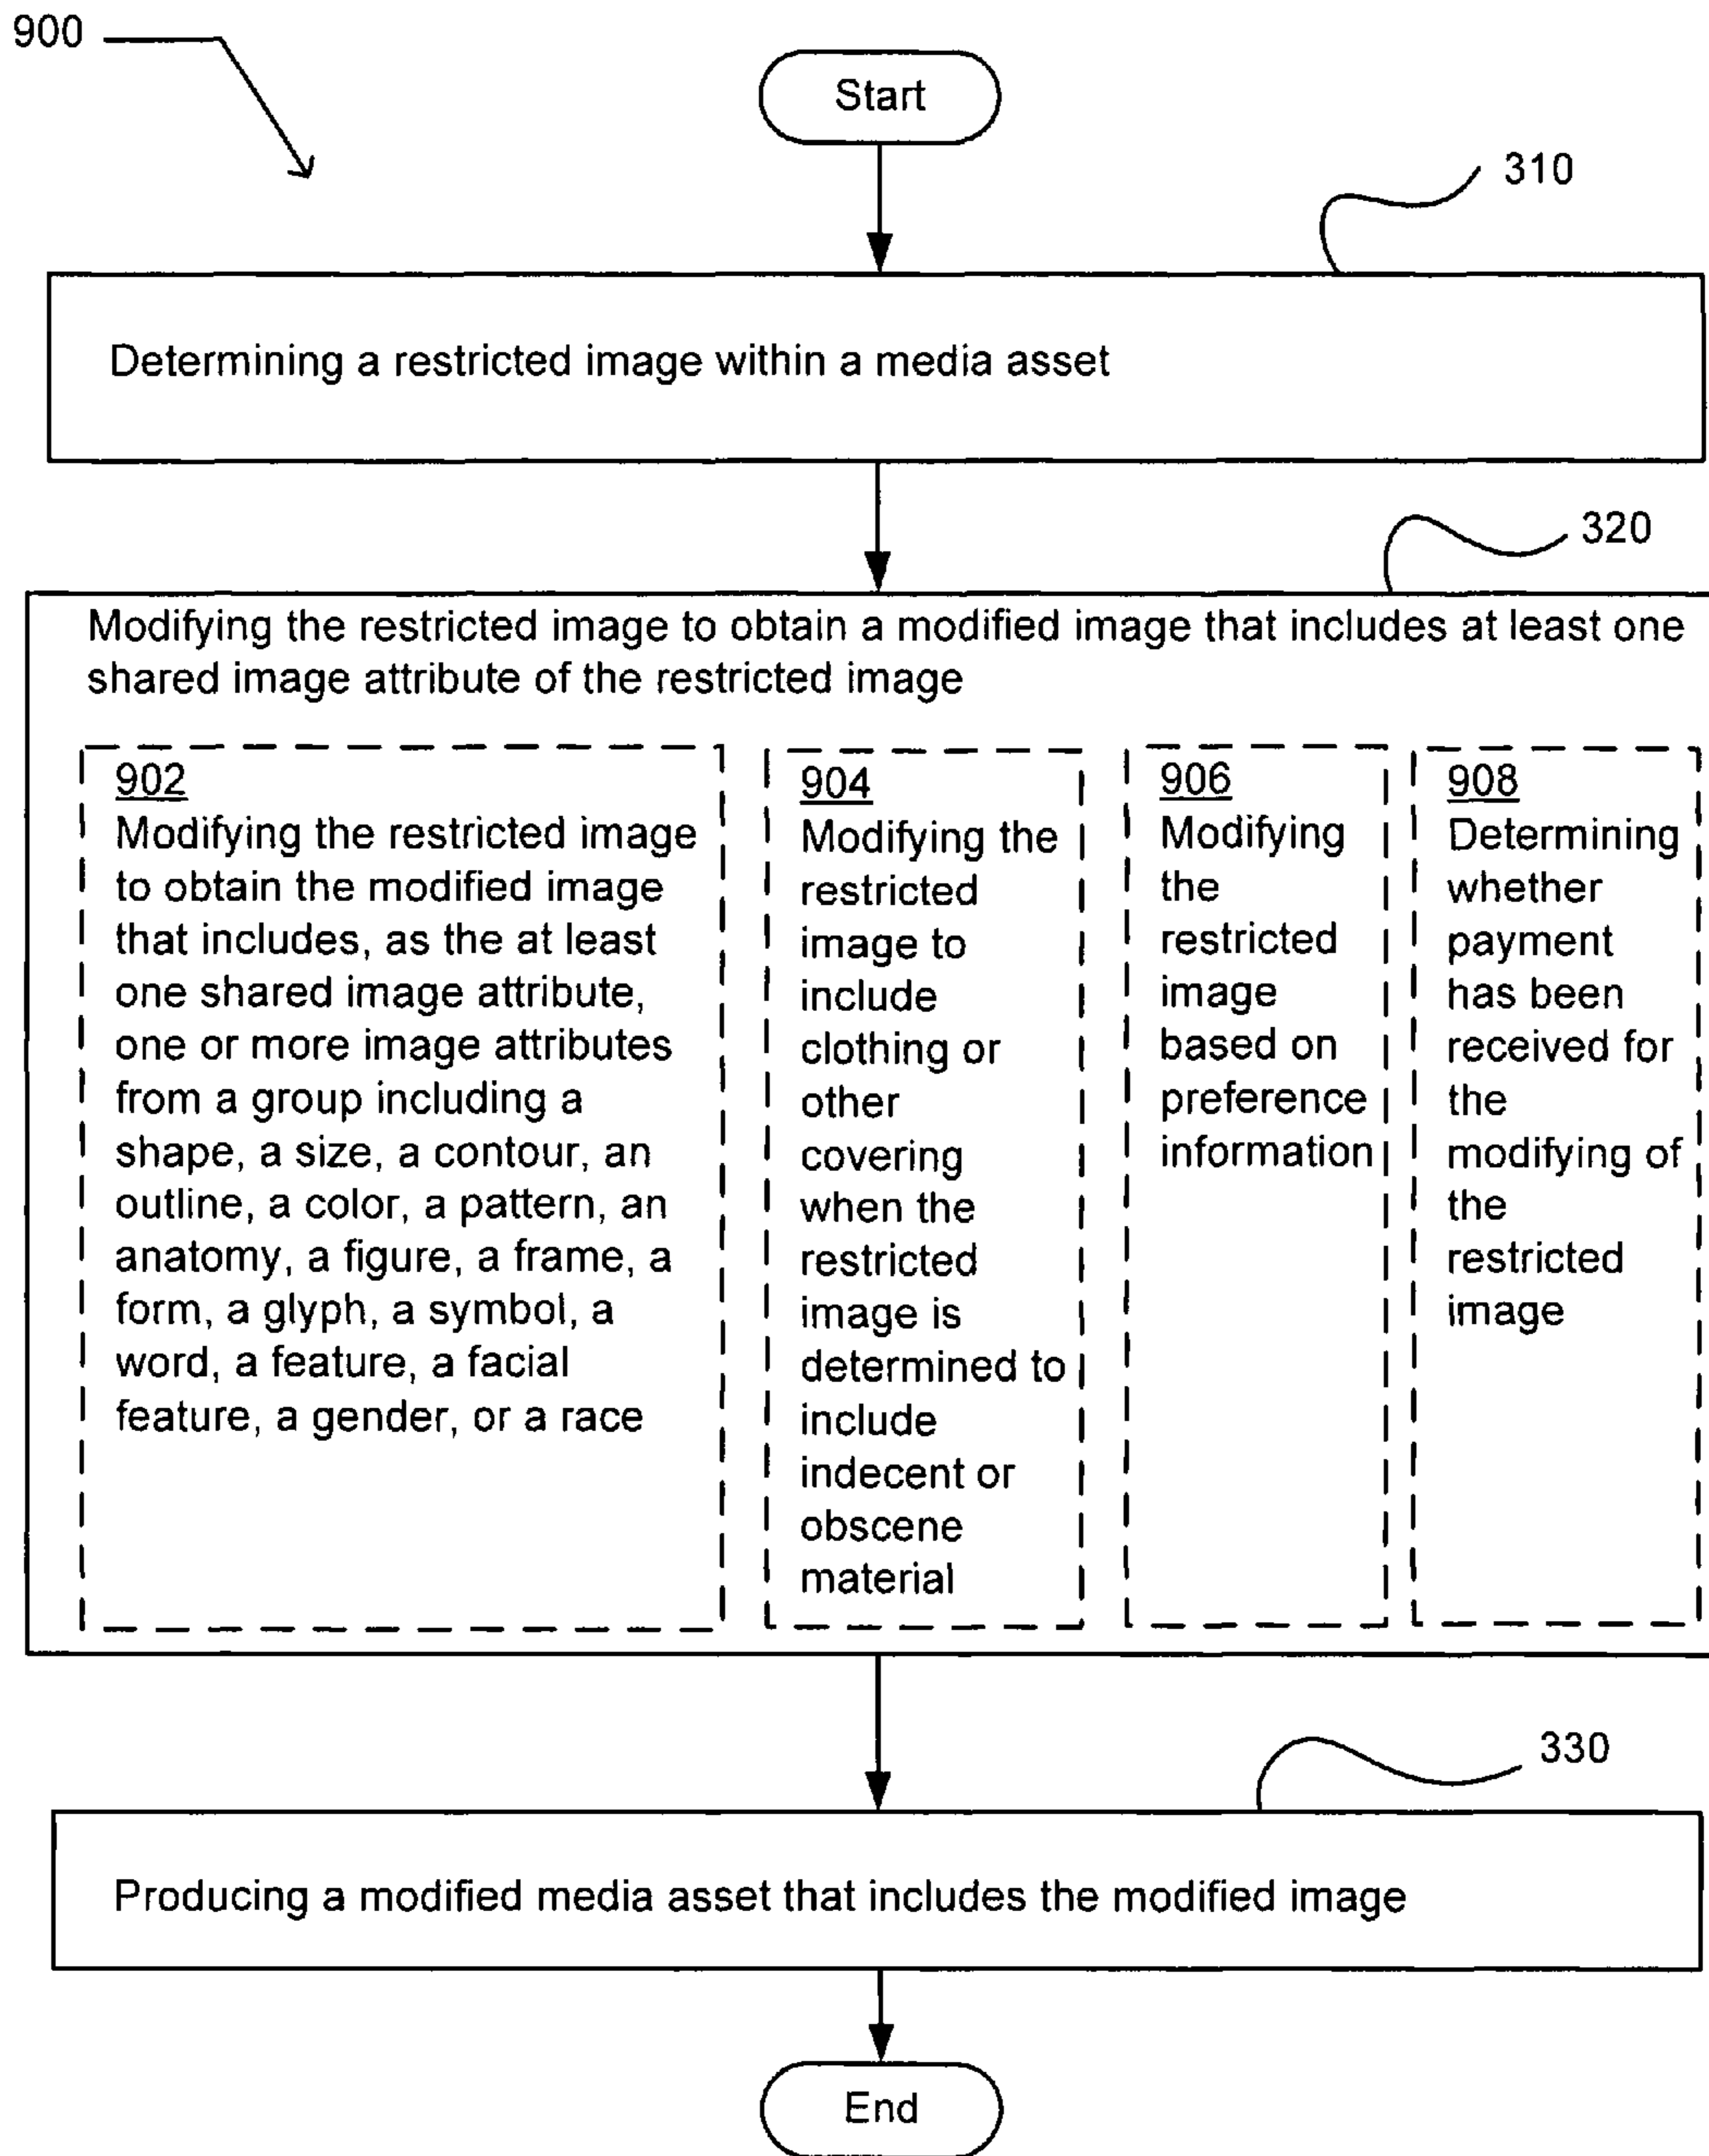 900
Start
310
Determining a restricted image within a media asset
320
Modifying the restricted image to obtain a modified image that includes at least one
shared image attribute of the restricted image
902
Modifying the restricted image
to obtain the modified image
that includes, as the at least
one shared image attribute,
one or more image attributes
from a group including a
shape, a size, a contour, an
outline, a color, a pattern, an
anatomy, a figure, a frame, a
form, a glyph, a symbol, a
word, a feature, a facial
feature, a gender, or a race
904
Modifying the
restricted
image to
include
clothing or
other
covering
when the
restricted
image is
determined to
include
indecent or
obscene
material
906
Modifying
the
restricted
image
based on
preference
information
908
Determining
whether
payment
has been
received for
the
modifying of
the
restricted
image
330
Producing a modified media asset that includes the modified image
End